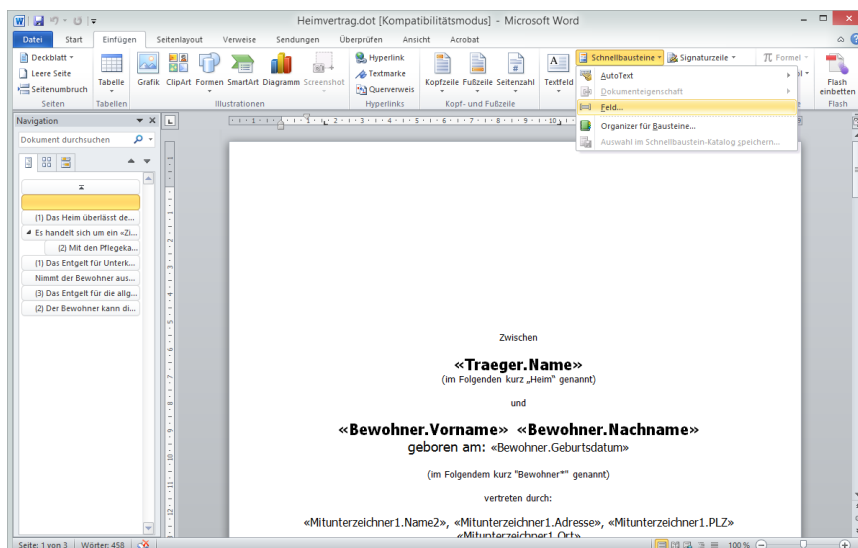 Heimvertrag.dot [Kompatibilitätsmodus] - Microsoft Word
Datei Start Einfügen Seitenlayout Verweise Sendungen Überprüfen Ansicht Acrobat
Deckblatt
Leere Seite
Seitenumbruch
Seiten
Tabelle
Tabellen
Grafik ClipArt Formen SmartArt Diagramm Screenshot
Illustrationen
Hyperlink
Textmarke
Querverweis
Hyperlinks
Kopfzeile Fußzeile Seitenzahl
Kopf- und Fußzeile
Textfeld
Schnellbausteine
Signaturzeile
Formel
Flash einbetten
Flash
AutoText
Dokumenteigenschaft
Feld...
Organizer für Bausteine...
Auswahl im Schnellbaustein-Katalog speichern...
Navigation
Dokument durchsuchen
(1) Das Heim überlässt de...
Es handelt sich um ein «Zi...
(2) Mit den Pflegeka...
(1) Das Entgelt für Unterk...
Nimmt der Bewohner aus...
(3) Das Entgelt für die allg...
(2) Der Bewohner kann di...
Zwischen
«Traeger.Name»
(im Folgenden kurz „Heim" genannt)
und
«Bewohner.Vorname» «Bewohner.Nachname»
geboren am: «Bewohner.Geburtsdatum»
(im Folgendem kurz "Bewohner*" genannt)
vertreten durch:
«Mitunterzeichner1.Name2», «Mitunterzeichner1.Adresse», «Mitunterzeichner1.PLZ»
«Mitunterzeichner1.Ort»
Seite: 1 von 3 Wörter: 458 100 %